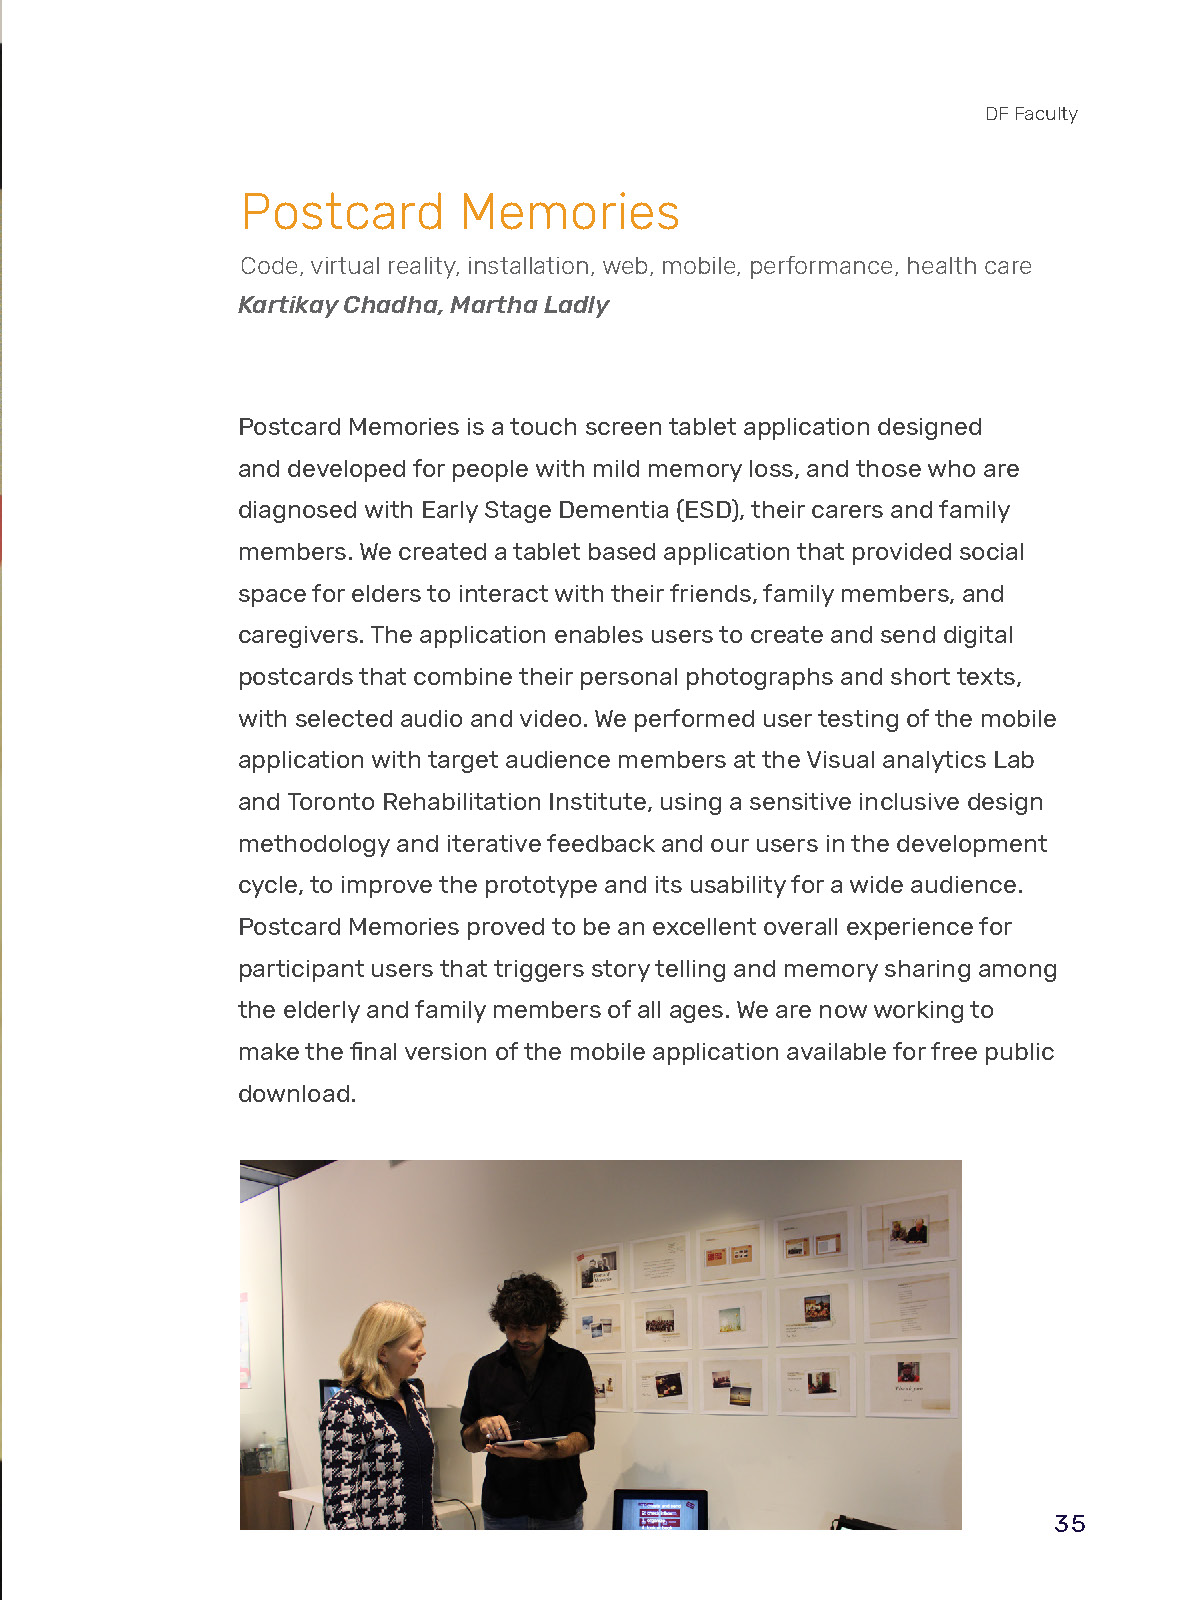 DF Faculty
Postcard Memories
Code, virtual reality, installation, web, mobile, performance, health care
Kartikay Chadha, Martha Ladly
Postcard Memories is a touch screen tablet application designed
and developed for people with mild memory loss, and those who are
diagnosed with Early Stage Dementia (ESD), their carers and family
members. We created a tablet based application that provided social
space for elders to interact with their friends, family members, and
caregivers. The application enables users to create and send digital
postcards that combine their personal photographs and short texts,
with selected audio and video. We performed user testing of the mobile
application with target audience members at the Visual analytics Lab
and Toronto Rehabilitation Institute, using a sensitive inclusive design
methodology and iterative feedback and our users in the development
cycle, to improve the prototype and its usability for a wide audience.
Postcard Memories proved to be an excellent overall experience for
participant users that triggers story telling and memory sharing among
the elderly and family members of all ages. We are now working to
make the final version of the mobile application available for free public
download.
Thank you
35